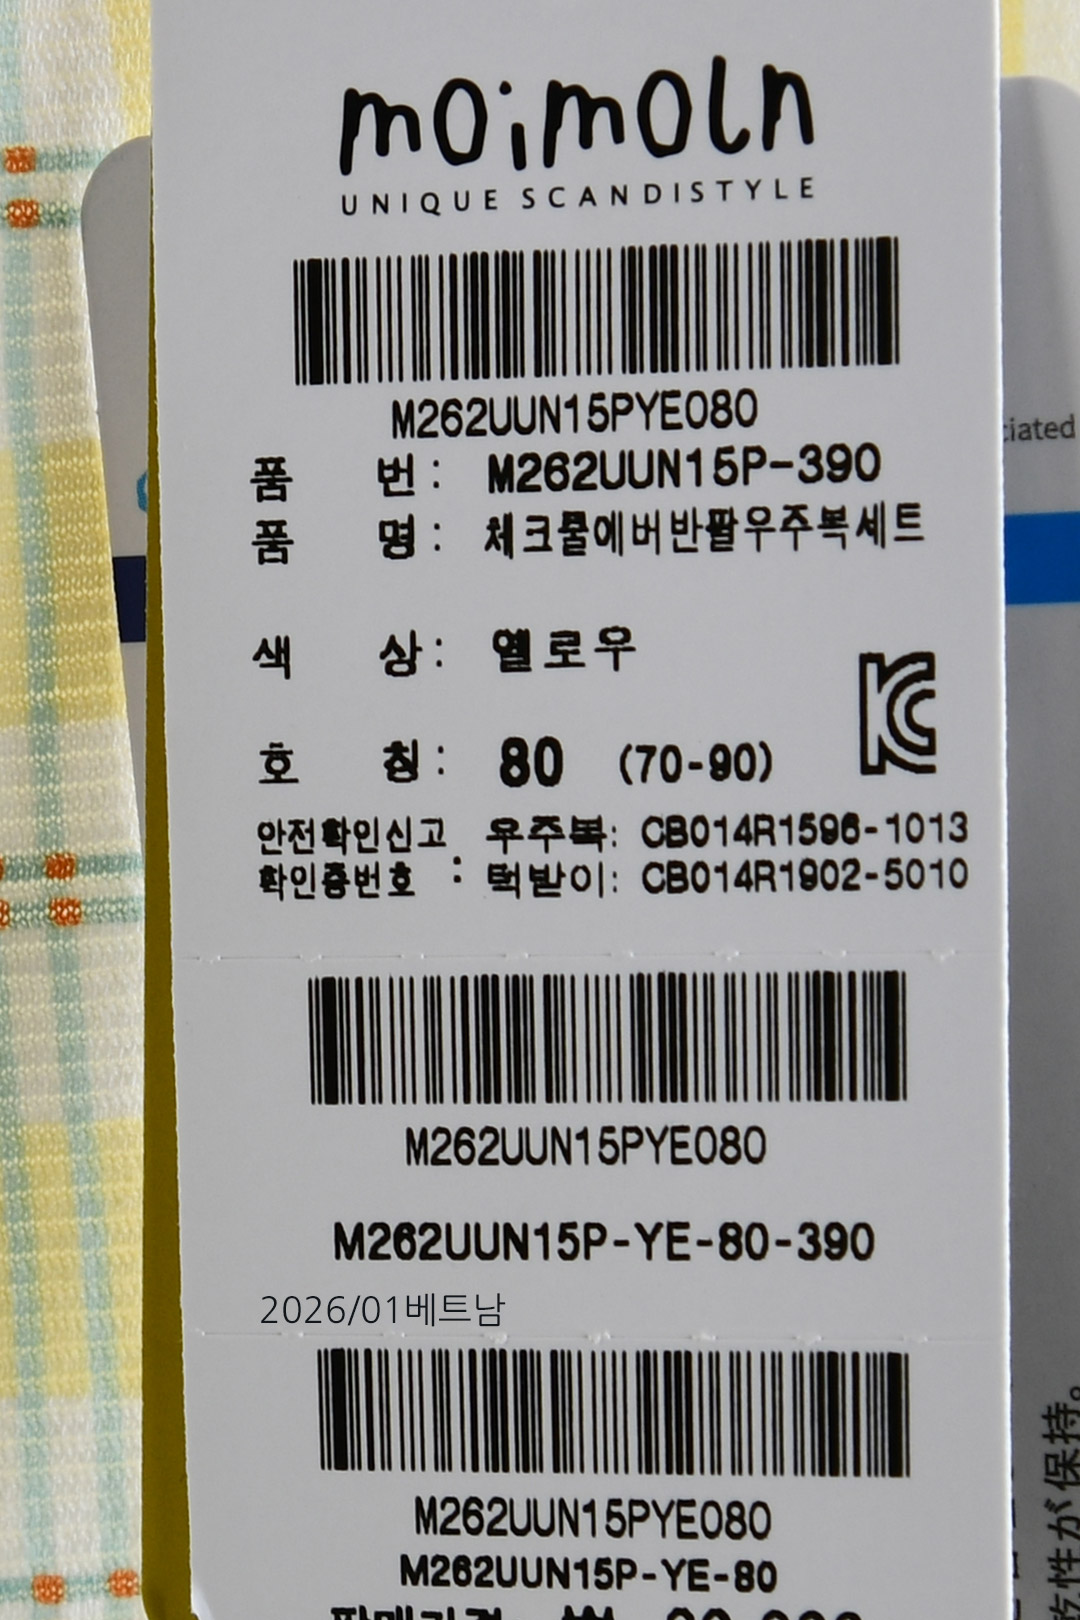 moimoln
UNIQUE SCANDISTYLE
M262UUN15PYE080
품 번 : M262UUN15P-390
품 명 : 체크쿨에버반팔우주복세트
색 상 : 옐로우
호 칭 : 80 (70-90)
안전확인신고 우주복: CB014R1596-1013
확인증번호 : 턱받이: CB014R1902-5010
M262UUN15PYE080
M262UUN15P-YE-80-390
2026/01베트남
M262UUN15PYE080
M262UUN15P-YE-80
ciated
が保持。